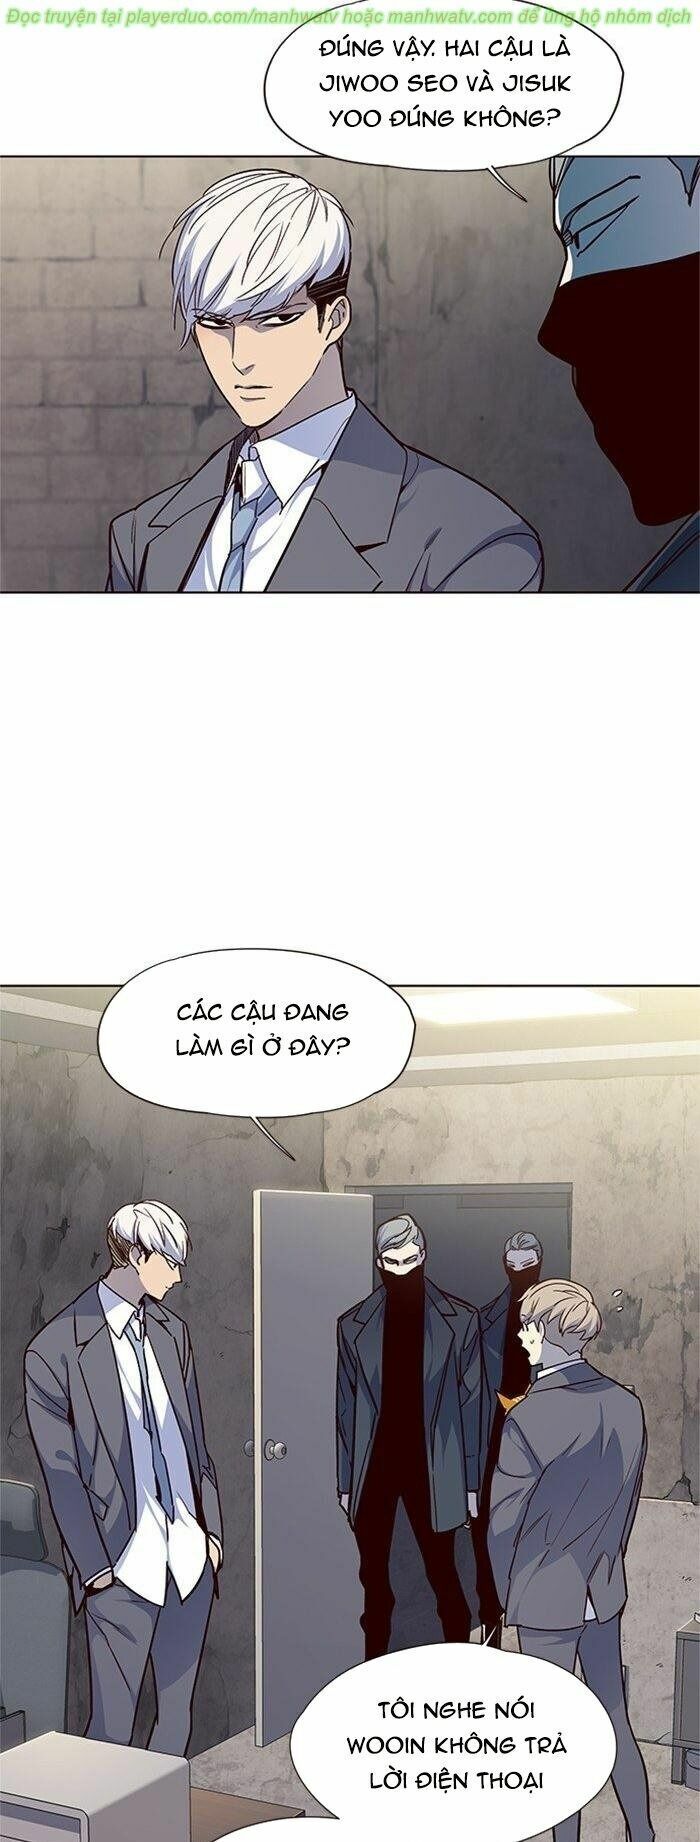 Đọc truyện tại playerduo.com/manhwatv hoặc manhwatv.com để ủng hộ nhóm dịch
ĐÚNG VẬY. HAI CẬU LÀ
JIWOO SEO VÀ JISUK
YOO ĐÚNG KHÔNG?
CÁC CẬU ĐANG
LÀM GÌ Ở ĐÂY?
TÔI NGHE NÓI
WOOIN KHÔNG TRẢ
LỜI ĐIỆN THOẠI